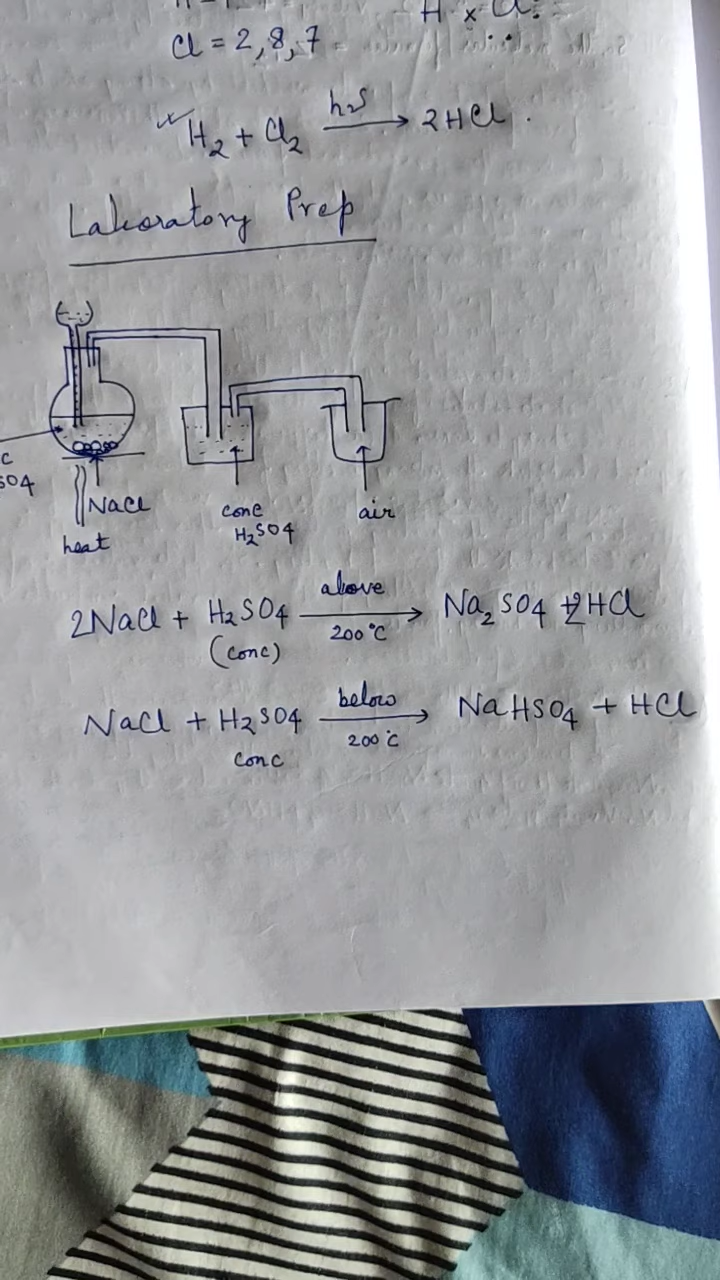 H × Cl:
Cl = 2, 8, 7
H₂ + Cl₂ hν → 2HCl .
Laboratory Prep
c
SO4
NaCl
heat
conc
H₂SO4
air
2NaCl + H₂SO4 above → Na₂SO4 + 2HCl
(conc) 200°C
NaCl + H₂SO4 below → NaHSO4 + HCl
conc 200°C